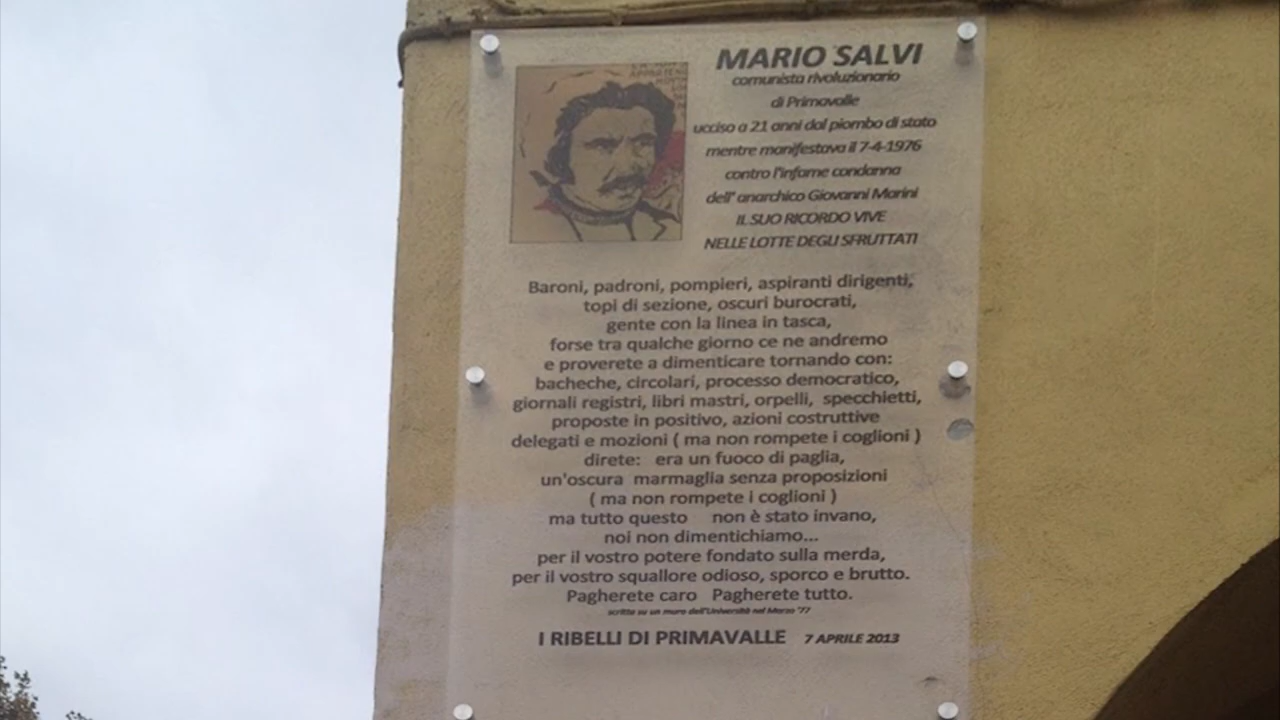 APPARTENE
MARIO SALVI
comunista rivoluzionario
di Primavalle
ucciso a 21 anni dal piombo di stato
mentre manifestava il 7-4-1976
contro l'infame condanna
dell' anarchico Giovanni Marini
IL SUO RICORDO VIVE
NELLE LOTTE DEGLI SFRUTTATI
Baroni, padroni, pompieri, aspiranti dirigenti,
topi di sezione, oscuri burocrati,
gente con la linea in tasca,
forse tra qualche giorno ce ne andremo
e proverete a dimenticare tornando con:
bacheche, circolari, processo democratico,
giornali registri, libri mastri, orpelli, specchietti,
proposte in positivo, azioni costruttive
delegati e mozioni ( ma non rompete i coglioni )
direte: era un fuoco di paglia,
un'oscura marmaglia senza proposizioni
( ma non rompete i coglioni )
ma tutto questo non è stato invano,
noi non dimentichiamo...
per il vostro potere fondato sulla merda,
per il vostro squallore odioso, sporco e brutto.
Pagherete caro Pagherete tutto.
scritto su un muro dell'Università nel Marzo '77
I RIBELLI DI PRIMAVALLE 7 APRILE 2013